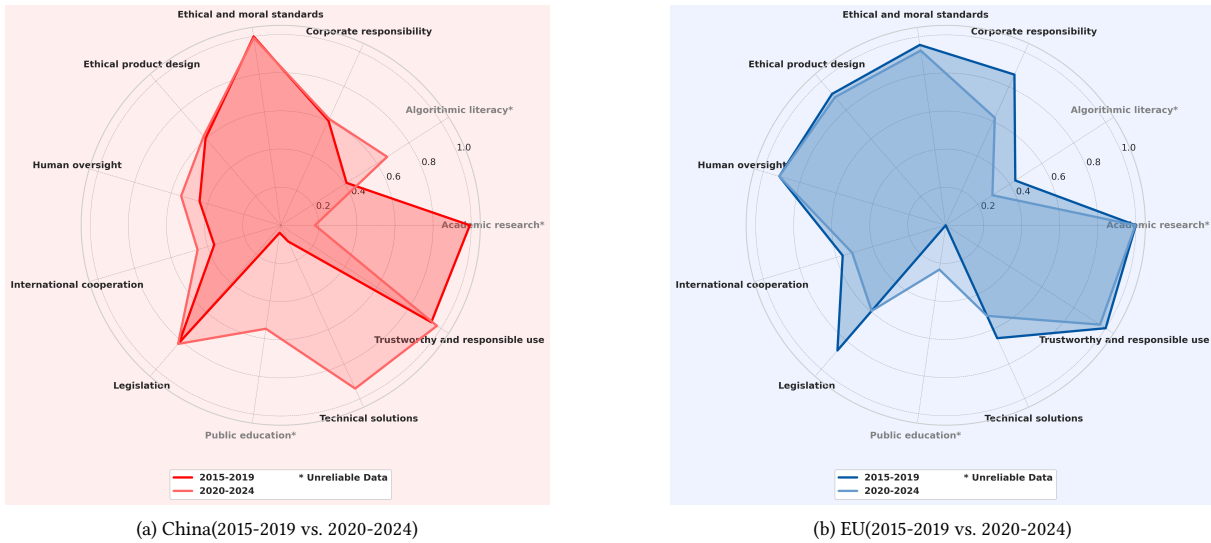 Ethical and moral standards
Corporate responsibility
Ethical product design
Algorithmic literacy*
1.0
0.8
Human oversight
0.6
0.4
0.2
Academic research*
International cooperation
Trustworthy and responsible use
Legislation
Technical solutions
Public education*
2015-2019
* Unreliable Data
2020-2024
(a) China(2015-2019 vs. 2020-2024)
Ethical and moral standards
Corporate responsibility
Ethical product design
Algorithmic literacy*
1.0
0.8
Human oversight
0.6
0.4
0.2
Academic research*
International cooperation
Trustworthy and responsible use
Legislation
Technical solutions
Public education*
2015-2019
* Unreliable Data
2020-2024
(b) EU(2015-2019 vs. 2020-2024)